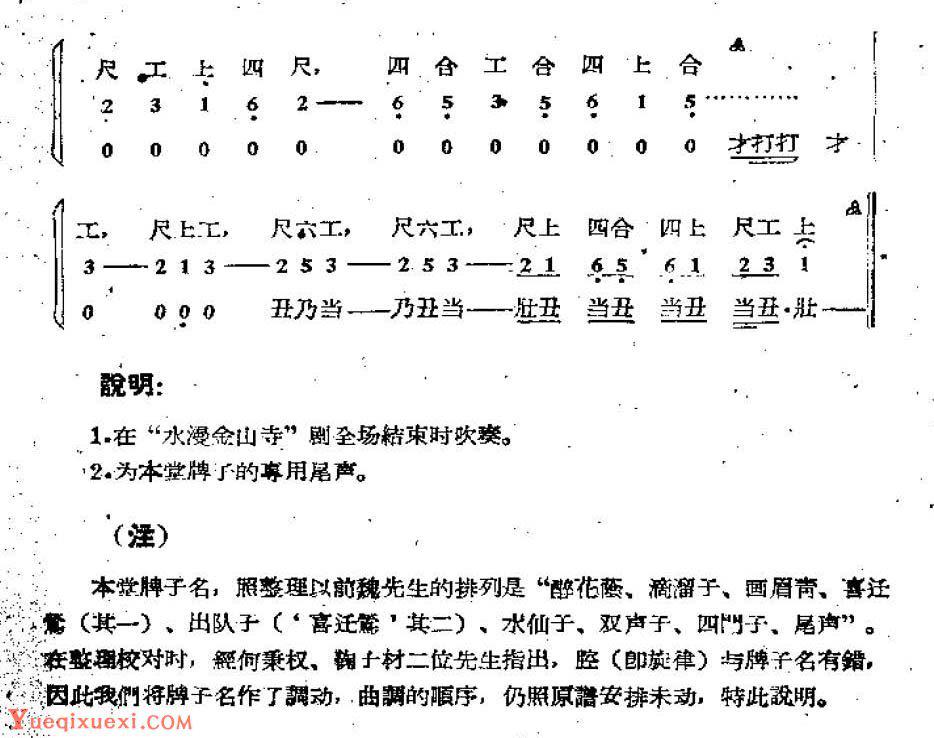 尺 工 上 四 尺, 四 合 工 合 四 上 合
2 3 1 6 2 —— 6 5 3 5 6 1 5 …………
0 0 0 0 0 0 0 0 0 0 0 0 才打打 才
工, 尺上工, 尺六工, 尺六工, 尺上 四合 四上 尺工 上
3 —— 2 1 3 —— 2 5 3 —— 2 5 3 —— 2 1 6 5 6 1 2 3 1
0 0 0 0 丑乃当 —— 乃丑当 —— 壯丑 当丑 当丑 当丑·壯 ——
說明:
1.在“水漫金山寺”剧全场結束时吹奏。
2.为本堂牌子的專用尾声。
(注)
本堂牌子名,照整理以前魏先生的排列是“醉花蔭、滴溜子、画眉靑、喜迁
鶯(其一)、出队子(‘喜迁鶯’其二)、水仙子、双声子、四門子、尾声”。
在整理校对时,經何秉权、鞠子材二位先生指出,腔(卽旋律)与牌子名有錯,
因此我們将牌子名作了調动,曲調的順序,仍照原譜安排未动,特此說明。
Yueqixuexi.com